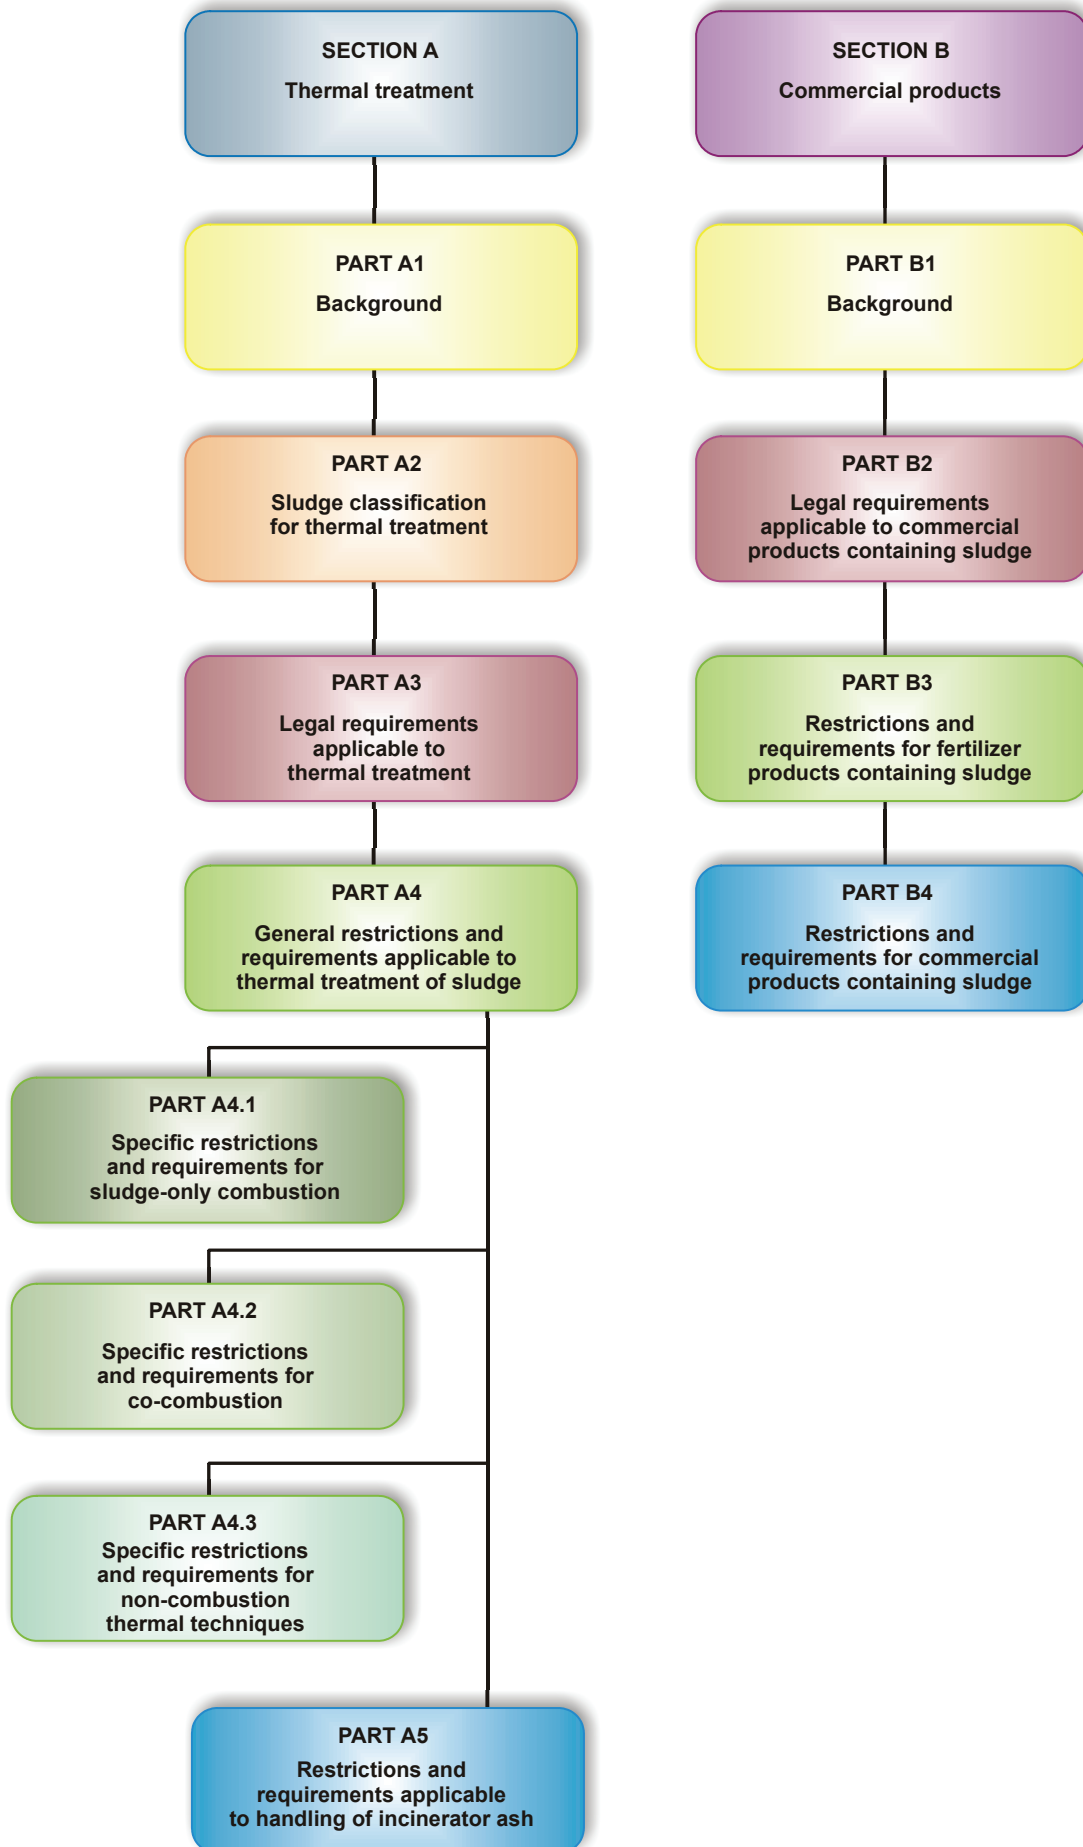 SECTION A
Thermal treatment
PART A1
Background
PART A2
Sludge classification
for thermal treatment
PART A3
Legal requirements
applicable to
thermal treatment
PART A4
General restrictions and
requirements applicable to
thermal treatment of sludge
PART A4.1
Specific restrictions
and requirements for
sludge-only combustion
PART A4.2
Specific restrictions
and requirements for
co-combustion
PART A4.3
Specific restrictions
and requirements for
non-combustion
thermal techniques
PART A5
Restrictions and
requirements applicable
to handling of incinerator ash
SECTION B
Commercial products
PART B1
Background
PART B2
Legal requirements
applicable to commercial
products containing sludge
PART B3
Restrictions and
requirements for fertilizer
products containing sludge
PART B4
Restrictions and
requirements for commercial
products containing sludge